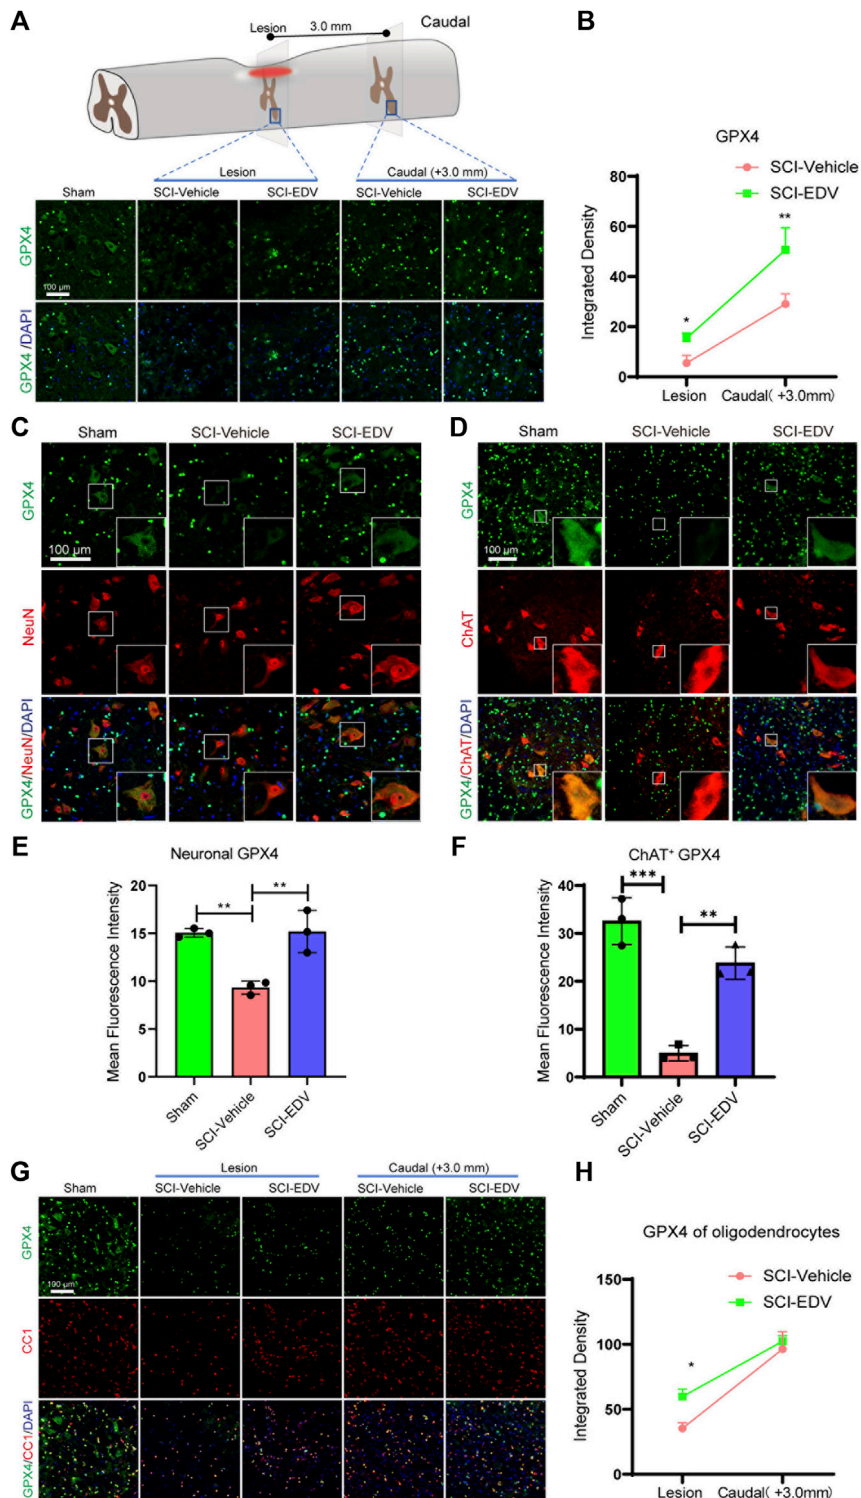 A
Lesion
3.0 mm
Caudal
Lesion
Caudal (+3.0 mm)
Sham
SCI-Vehicle
SCI-EDV
SCI-Vehicle
SCI-EDV
GPX4
100 µm
GPX4 /DAPI
B
GPX4
SCI-Vehicle
SCI-EDV
Integrated Density
80
60
40
20
0
*
**
Lesion
Caudal( +3.0mm)
C
Sham
SCI-Vehicle
SCI-EDV
GPX4
100 µm
NeuN
GPX4/NeuN/DAPI
D
Sham
SCI-Vehicle
SCI-EDV
GPX4
100 µm
ChAT
GPX4/ChAT/DAPI
E
Neuronal GPX4
Mean Fluorescence Intensity
20
15
10
5
0
**
**
Sham
SCI-Vehicle
SCI-EDV
F
ChAT+ GPX4
Mean Fluorescence Intensity
40
30
20
10
0
***
**
Sham
SCI-Vehicle
SCI-EDV
G
Lesion
Caudal (+3.0 mm)
Sham
SCI-Vehicle
SCI-EDV
SCI-Vehicle
SCI-EDV
GPX4
100 µm
CC1
GPX4/CC1/DAPI
H
GPX4 of oligodendrocytes
SCI-Vehicle
SCI-EDV
Integrated Density
150
100
50
0
*
Lesion
Caudal( +3.0mm)